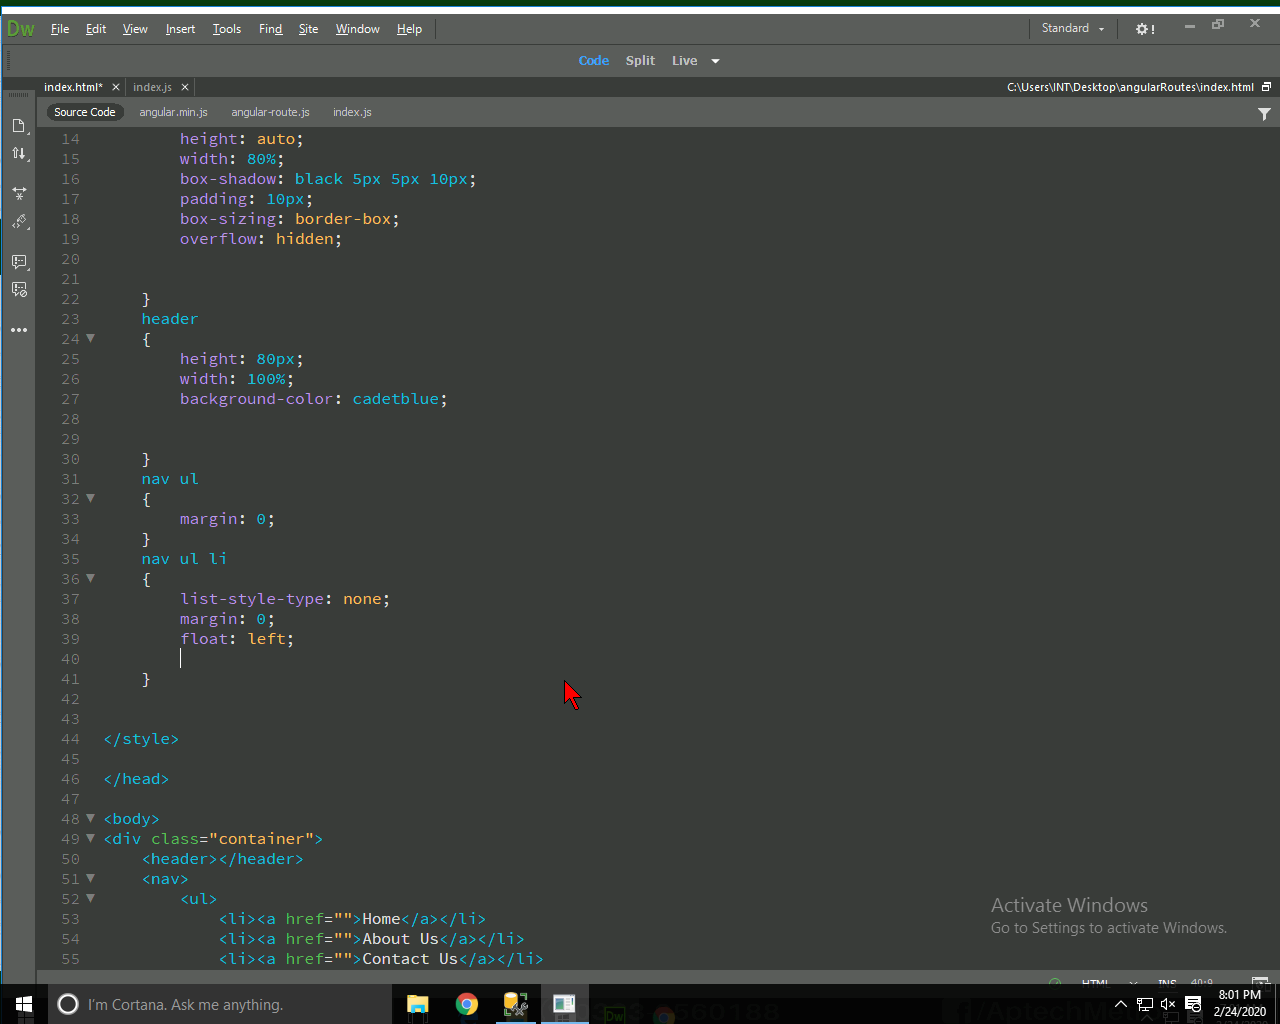 Dw File Edit View Insert Tools Find Site Window Help Standard !
Code Split Live
index.html* × index.js × C:\Users\INT\Desktop\angularRoutes\index.html
Source Code angular.min.js angular-route.js index.js
14 height: auto;
15 width: 80%;
16 box-shadow: black 5px 5px 10px;
17 padding: 10px;
18 box-sizing: border-box;
19 overflow: hidden;
20
21
22 }
23 header
24 {
25 height: 80px;
26 width: 100%;
27 background-color: cadetblue;
28
29
30 }
31 nav ul
32 {
33 margin: 0;
34 }
35 nav ul li
36 {
37 list-style-type: none;
38 margin: 0;
39 float: left;
40
41 }
42
43
44 </style>
45
46 </head>
47
48 <body>
49 <div class="container">
50 <header></header>
51 <nav>
52 <ul>
53 <li><a href="">Home</a></li>
54 <li><a href="">About Us</a></li>
55 <li><a href="">Contact Us</a></li>
Activate Windows
Go to Settings to activate Windows.
HTML INS 40:9
I'm Cortana. Ask me anything.
8:01 PM
2/24/2020